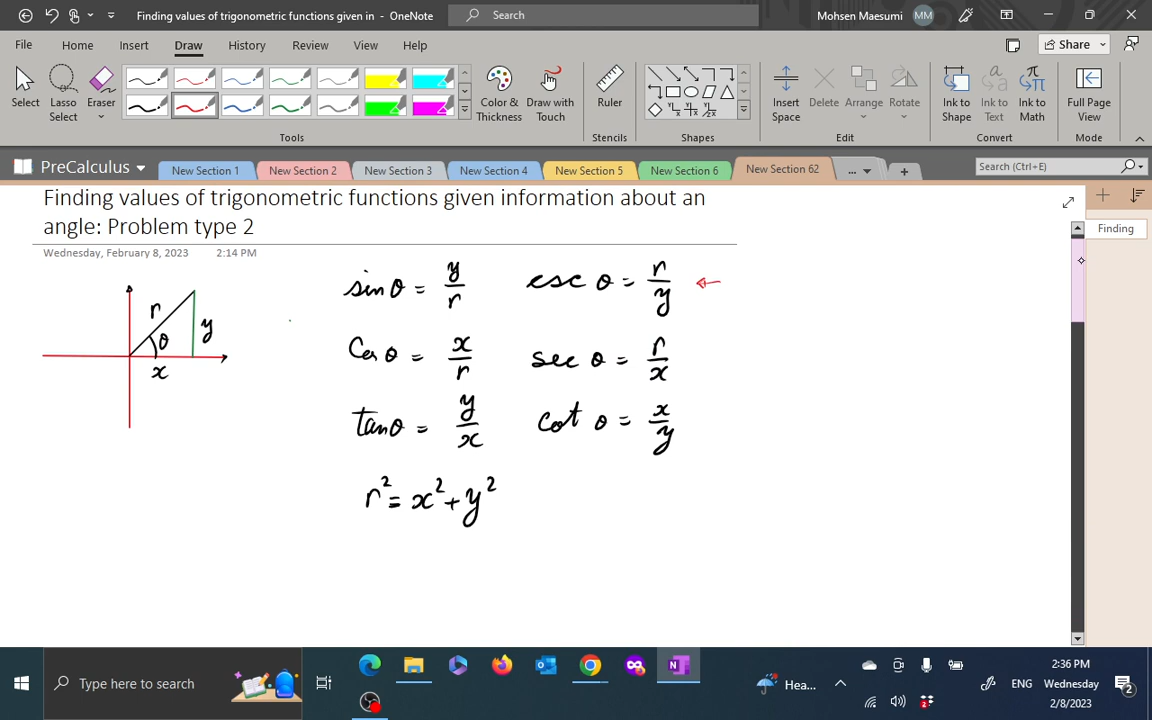 Finding values of trigonometric functions given in - OneNote
Search
Mohsen Maesumi MM
File Home Insert Draw History Review View Help
Share
Select
Lasso Select
Eraser
Color & Thickness
Draw with Touch
Ruler
Insert Space
Delete
Arrange
Rotate
Ink to Shape
Ink to Text
Ink to Math
Full Page View
Tools Stencils Shapes Edit Convert Mode
PreCalculus New Section 1 New Section 2 New Section 3 New Section 4 New Section 5 New Section 6 New Section 62 ... Search (Ctrl+E)
Finding values of trigonometric functions given information about an
angle: Problem type 2
Finding
Wednesday, February 8, 2023 2:14 PM
r θ y x
sin θ = y/r csc θ = r/y ←
Cos θ = x/r sec θ = r/x
tan θ = y/x cot θ = x/y
r² = x² + y²
Type here to search
Hea...
ENG
2:36 PM
Wednesday
2/8/2023
2